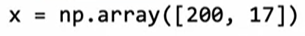 x = np.array([200, 17])